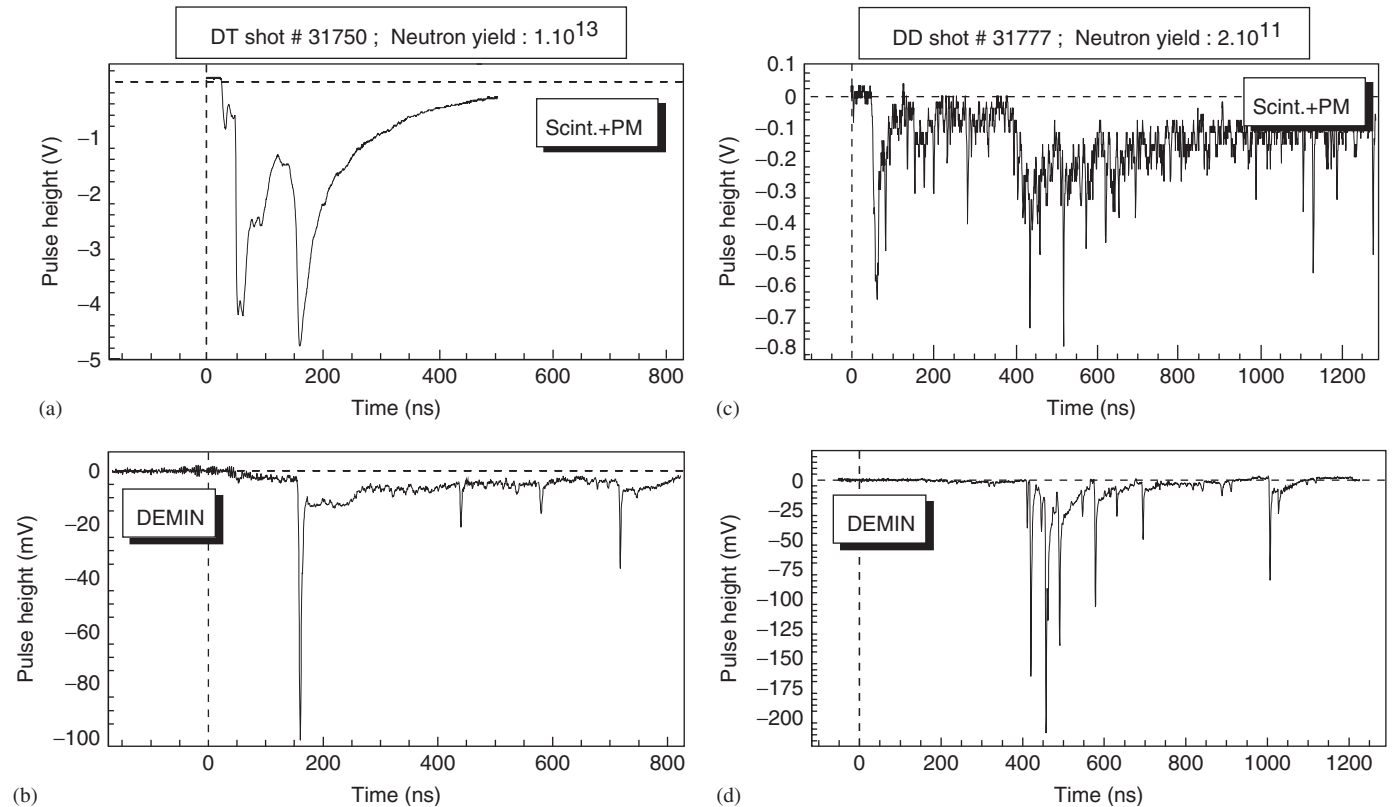 DT shot # 31750 ; Neutron yield : 1.10^13
Scint.+PM
Pulse height (V)
−1
−2
−3
−4
−5
0 200 400 600 800
Time (ns)
(a)
DD shot # 31777 ; Neutron yield : 2.10^11
Scint.+PM
Pulse height (V)
0.1
0
−0.1
−0.2
−0.3
−0.4
−0.5
−0.6
−0.7
−0.8
0 200 400 600 800 1000 1200
Time (ns)
(c)
DEMIN
Pulse height (mV)
0
−20
−40
−60
−80
−100
0 200 400 600 800
Time (ns)
(b)
DEMIN
Pulse height (mV)
0
−25
−50
−75
−100
−125
−150
−175
−200
0 200 400 600 800 1000 1200
Time (ns)
(d)